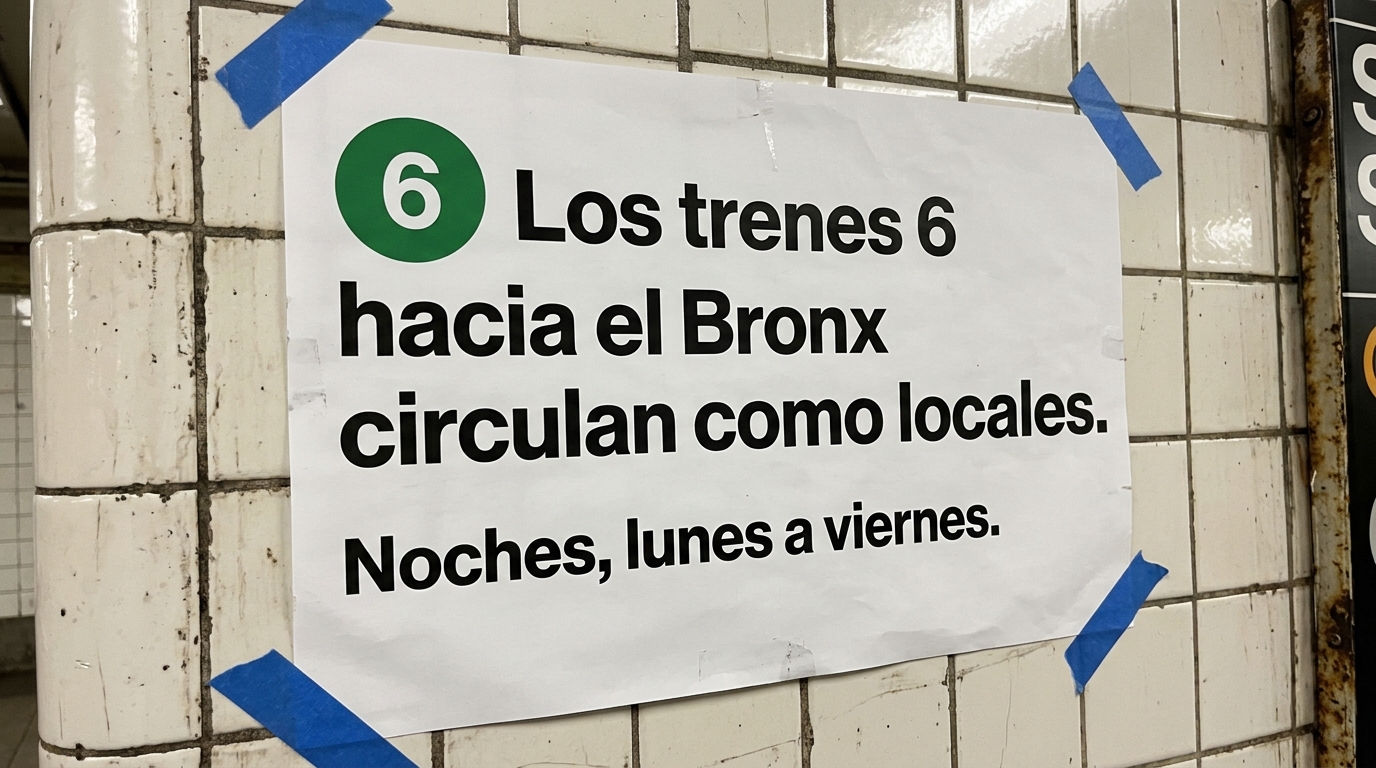 6 Los trenes 6
hacia el Bronx
circulan como locales.
Noches, lunes a viernes.